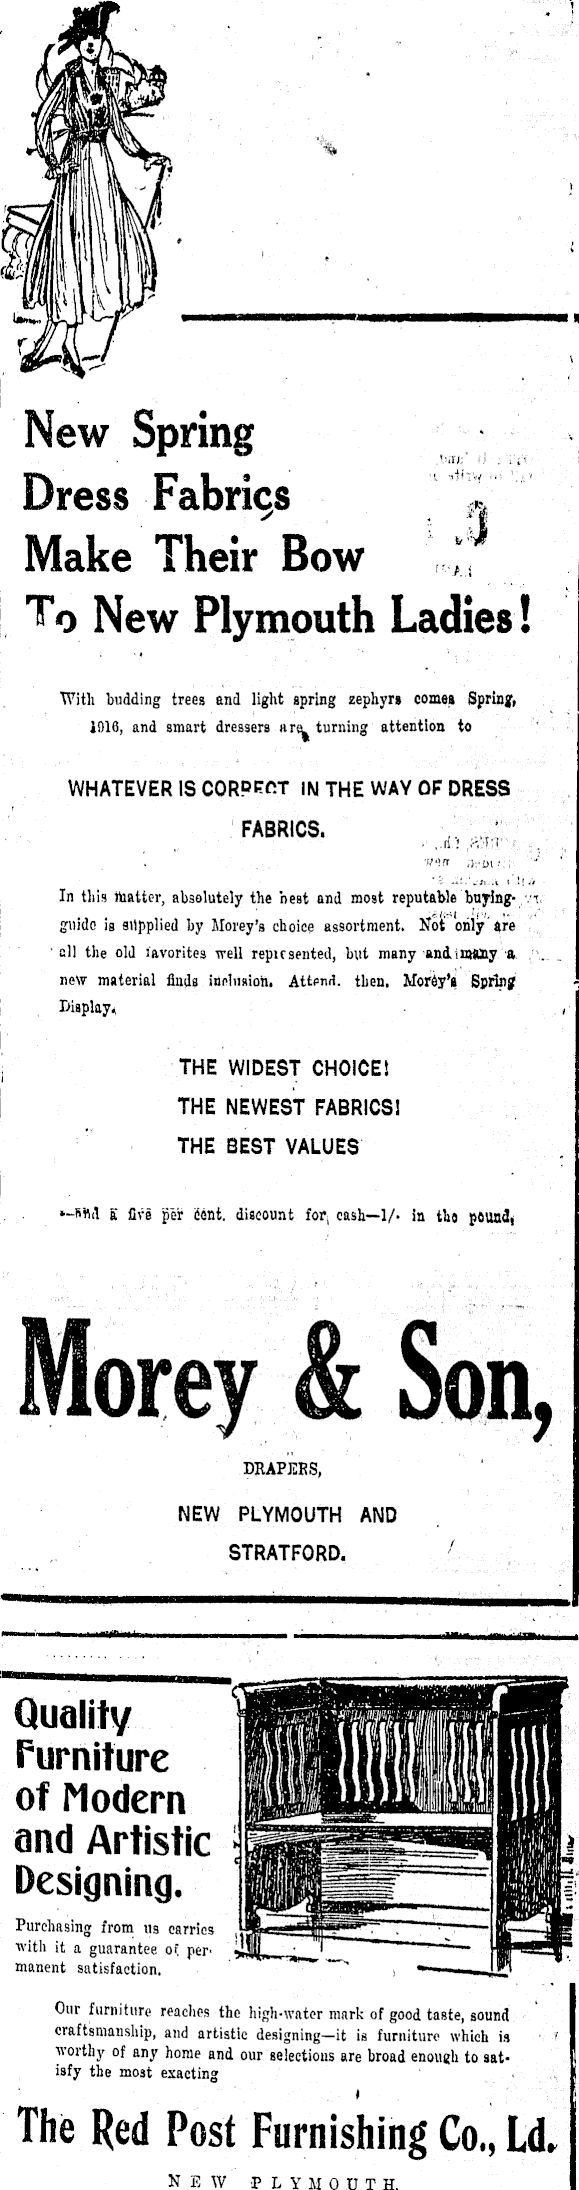 New Spring
Dress Fabrics
Make Their Bow
To New Plymouth Ladies!
With budding trees and light spring zephyrs comes Spring,
1916, and smart dressers are turning attention to
WHATEVER IS CORRECT IN THE WAY OF DRESS
FABRICS.
In this matter, absolutely the best and most reputable buying-
guide is supplied by Morey's choice assortment. Not only are
all the old favorites well represented, but many and many a
new material finds inclusion. Attend, then, Morey's Spring
Display.
THE WIDEST CHOICE!
THE NEWEST FABRICS!
THE BEST VALUES
—and a five per cent. discount for cash—1/- in the pound.
Morey & Son,
DRAPERS,
NEW PLYMOUTH AND
STRATFORD.
Quality
Furniture
of Modern
and Artistic
Designing.
Purchasing from us carries
with it a guarantee of per-
manent satisfaction.
Our furniture reaches the high-water mark of good taste, sound
craftsmanship, and artistic designing—it is furniture which is
worthy of any home and our selections are broad enough to sat-
isfy the most exacting
The Red Post Furnishing Co., Ld.
NEW PLYMOUTH.